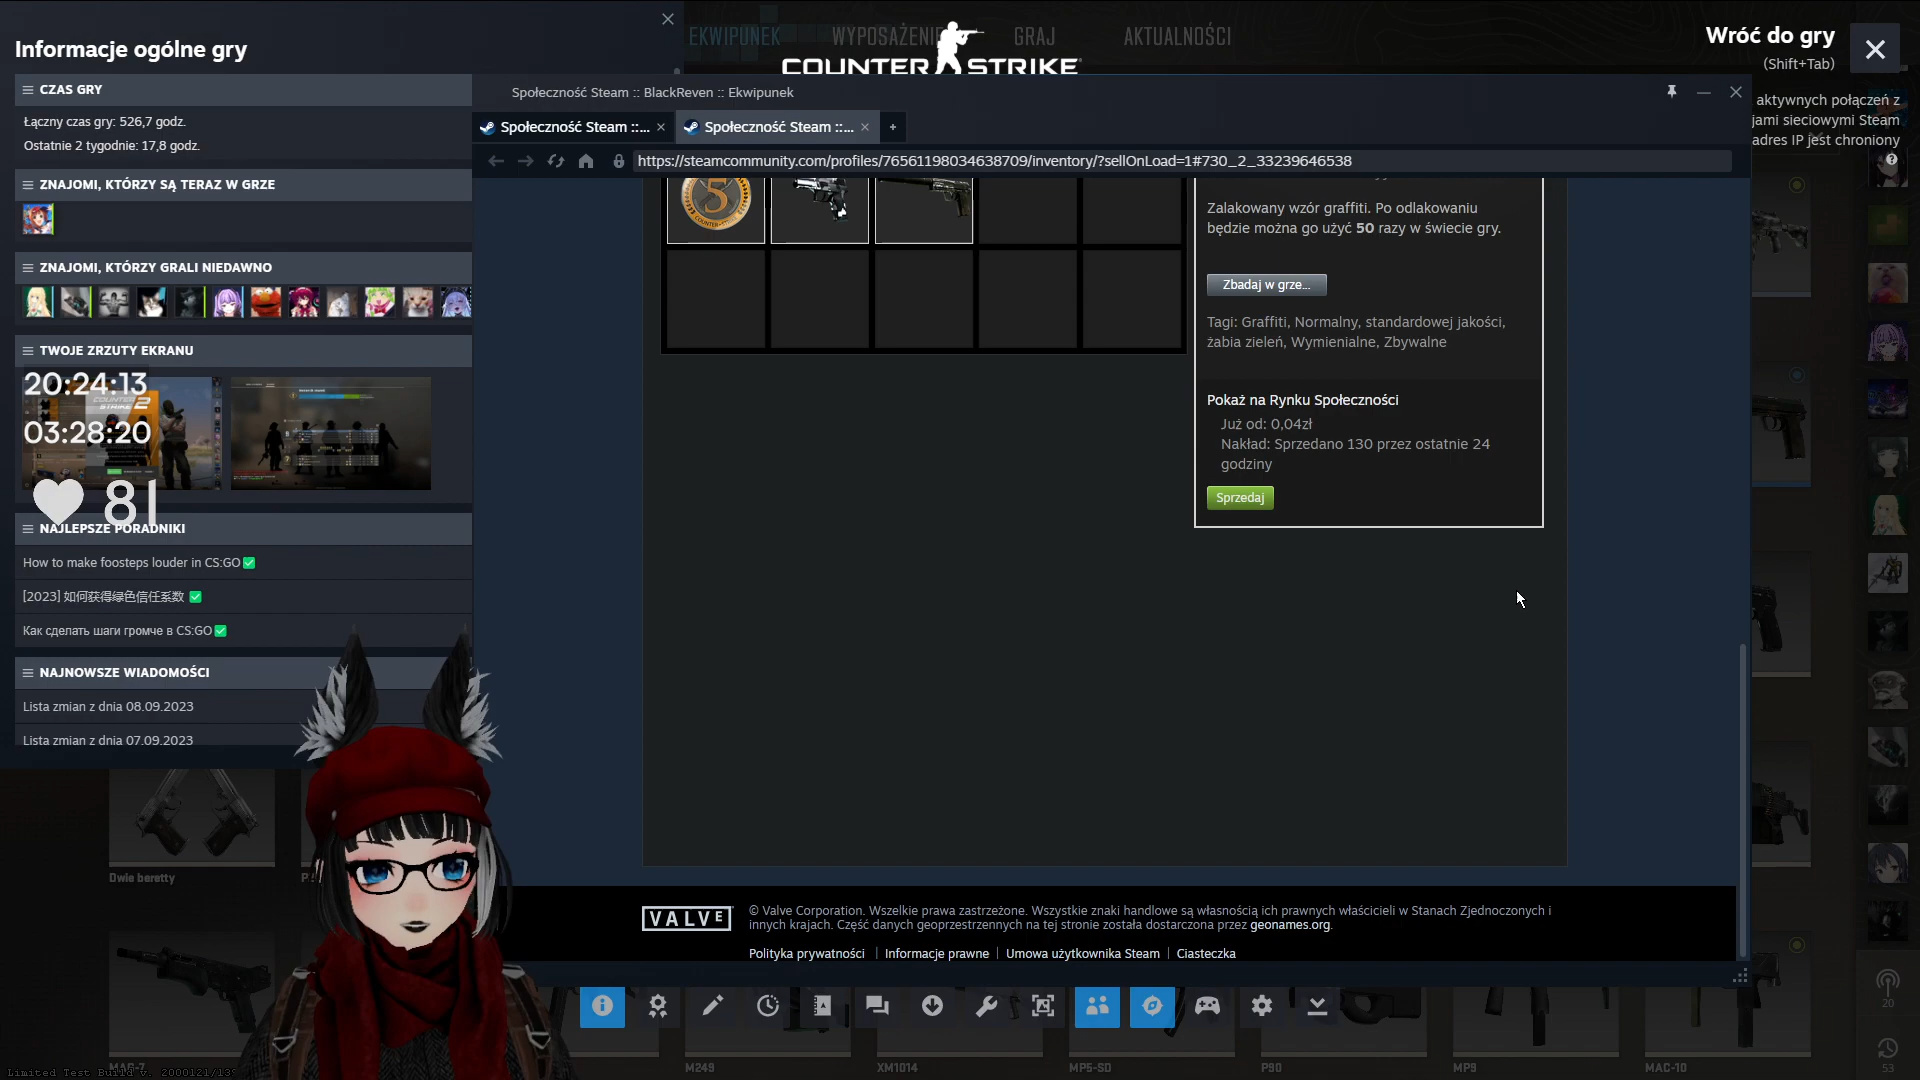 EKWIPUNEK
GRAJ
AKTUALNOŚCI
COUNTER STRIKE
Wróć do gry
(Shift+Tab)
Informacje ogólne gry
CZAS GRY
Łączny czas gry: 526,7 godz.
Ostatnie 2 tygodnie: 17,8 godz.
ZNAJOMI, KTÓRZY SĄ TERAZ W GRZE
ZNAJOMI, KTÓRZY GRALI NIEDAWNO
TWOJE ZRZUTY EKRANU
20:24:13
03:28:20
81
NAJLEPSZE PORADNIKI
How to make foosteps louder in CS:GO✅
[2023] 如何获得绿色信任系数 ✅
Как сделать шаги громче в CS:GO✅
NAJNOWSZE WIADOMOŚCI
Lista zmian z dnia 08.09.2023
Lista zmian z dnia 07.09.2023
Społeczność Steam :: BlackReven :: Ekwipunek
Społeczność Steam ::...
Społeczność Steam ::...
https://steamcommunity.com/profiles/76561198034638709/inventory/?sellOnLoad=1#730_2_33239646538
aktywnych połączeń z
jami sieciowymi Steam
adres IP jest chroniony
5
Zalakowany wzór graffiti. Po odlakowaniu
będzie można go użyć 50 razy w świecie gry.
Zbadaj w grze...
Tagi: Graffiti, Normalny, standardowej jakości,
żabia zieleń, Wymienialne, Zbywalne
Pokaż na Rynku Społeczności
Już od: 0,04zł
Nakład: Sprzedano 130 przez ostatnie 24
godziny
Sprzedaj
VALVE
© Valve Corporation. Wszelkie prawa zastrzeżone. Wszystkie znaki handlowe są własnością ich prawnych właścicieli w Stanach Zjednoczonych i
innych krajach. Część danych geoprzestrzennych na tej stronie została dostarczona przez geonames.org.
Polityka prywatności | Informacje prawne | Umowa użytkownika Steam | Ciasteczka
Dwie beretty
MAG-7
M249
XM1014
MP5-SD
P90
MP9
MAC-10
20
53
Limited Test Build v. 2000121/139